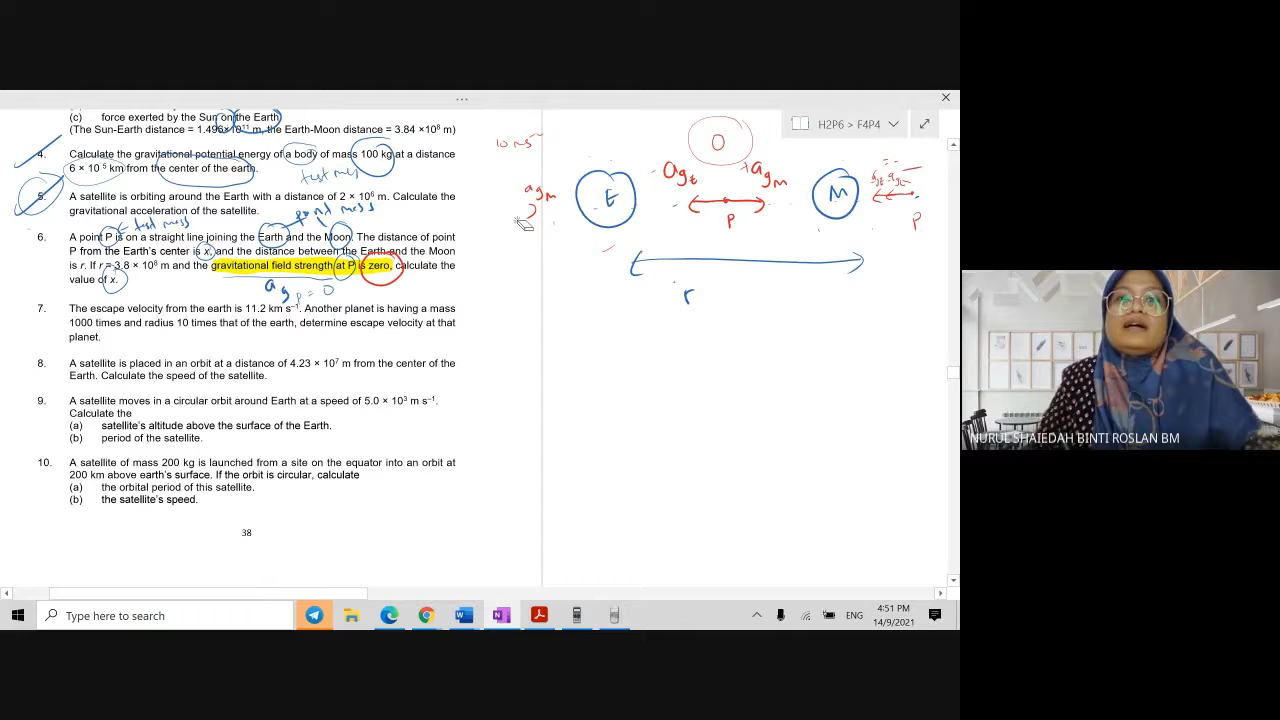 (c) force exerted by the Sun on the Earth
(The Sun-Earth distance = 1.496×10¹¹ m, the Earth-Moon distance = 3.84 ×10⁸ m)
4. Calculate the gravitational potential energy of a body of mass 100 kg at a distance
6 × 10⁵ km from the center of the earth.
test mass
5. A satellite is orbiting around the Earth with a distance of 2 × 10⁶ m. Calculate the
gravitational acceleration of the satellite.
point mass
test mass
6. A point P is on a straight line joining the Earth and the Moon. The distance of point
P from the Earth's center is x, and the distance between the Earth and the Moon
is r. If r = 3.8 × 10⁸ m and the gravitational field strength at P is zero, calculate the
value of x.
a g P = 0
7. The escape velocity from the earth is 11.2 km s⁻¹. Another planet is having a mass
1000 times and radius 10 times that of the earth, determine escape velocity at that
planet.
8. A satellite is placed in an orbit at a distance of 4.23 × 10⁷ m from the center of the
Earth. Calculate the speed of the satellite.
9. A satellite moves in a circular orbit around Earth at a speed of 5.0 × 10³ m s⁻¹.
Calculate the
(a) satellite's altitude above the surface of the Earth.
(b) period of the satellite.
10. A satellite of mass 200 kg is launched from a site on the equator into an orbit at
200 km above earth's surface. If the orbit is circular, calculate
(a) the orbital period of this satellite.
(b) the satellite's speed.
38
H2P6 > F4P4
0
- agE + agM
agM
E
P
M
P
r
NURUL SHAIEDAH BINTI ROSLAN BM
Type here to search
ENG
4:51 PM
14/9/2021